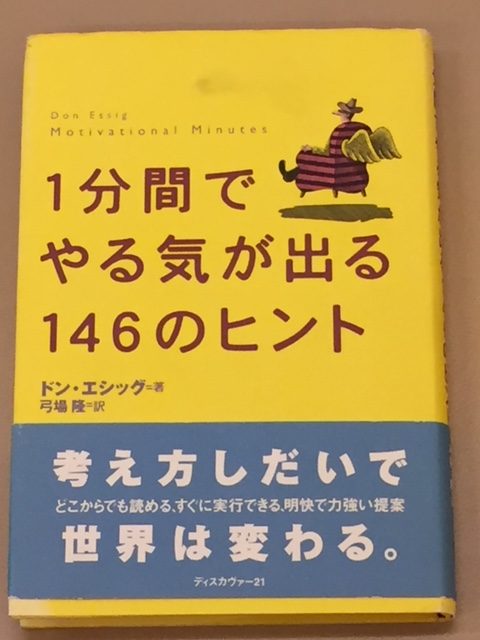 Don Essig
Motivational Minutes
1分間で
やる気が出る
146のヒント
ドン・エシッグ=著
弓場 隆=訳
考え方しだいで
どこからでも読める、すぐに実行できる、明快で力強い提案
世界は変わる。
ディスカヴァー21